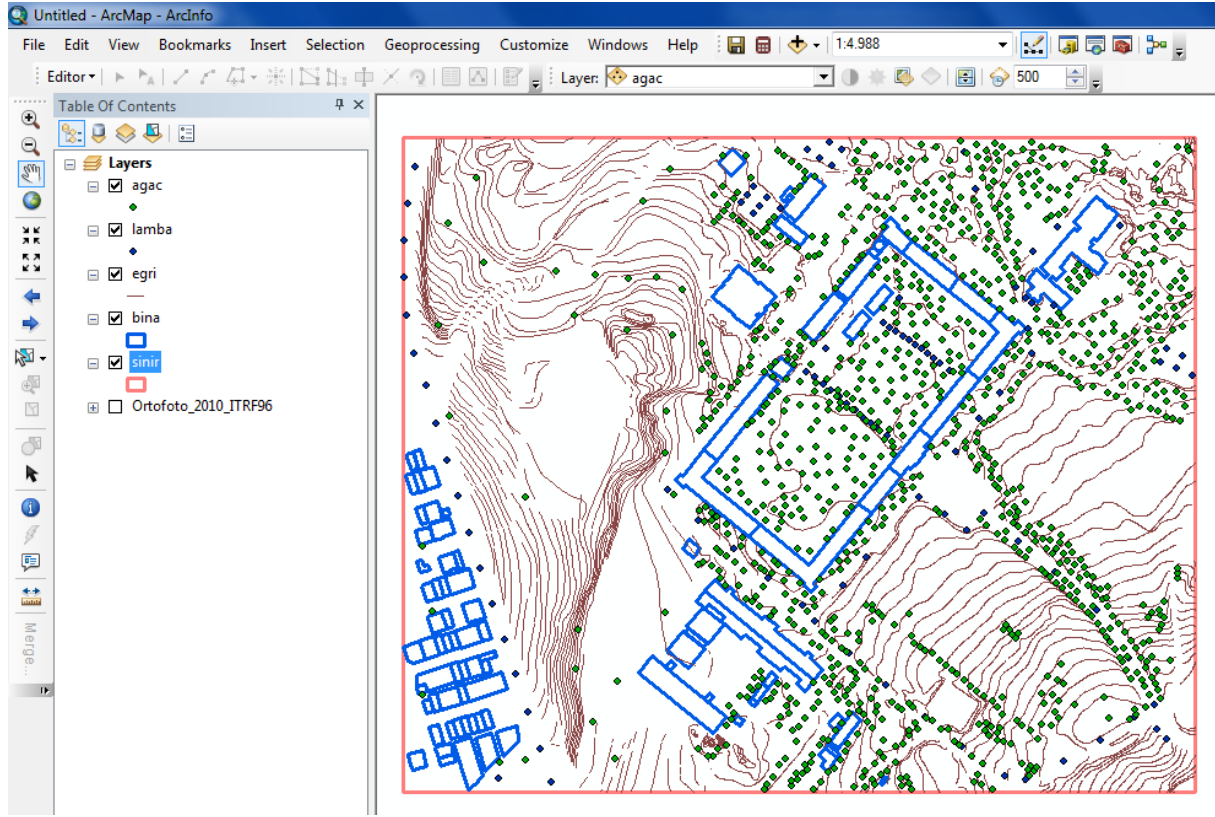 Untitled - ArcMap - ArcInfo
File Edit View Bookmarks Insert Selection Geoprocessing Customize Windows Help 1:4.988
Editor Layer: agac 500
Table Of Contents
Layers
agac
lamba
egri
bina
sinir
Ortofoto_2010_ITRF96
Merge...